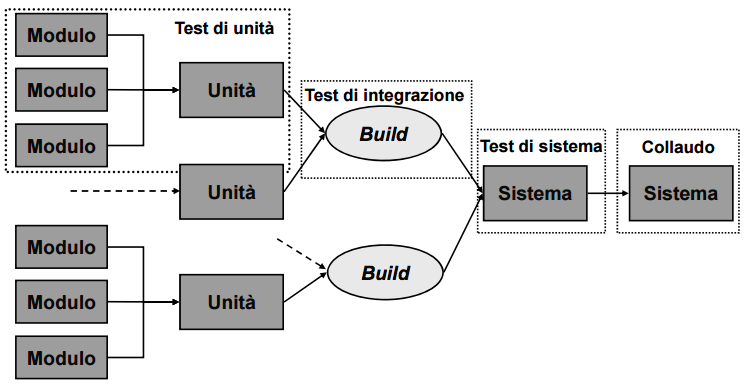 Modulo
Test di unità
Modulo
Unità
Modulo
Test di integrazione
Build
Unità
Test di sistema
Sistema
Collaudo
Sistema
Modulo
Modulo
Unità
Modulo
Build